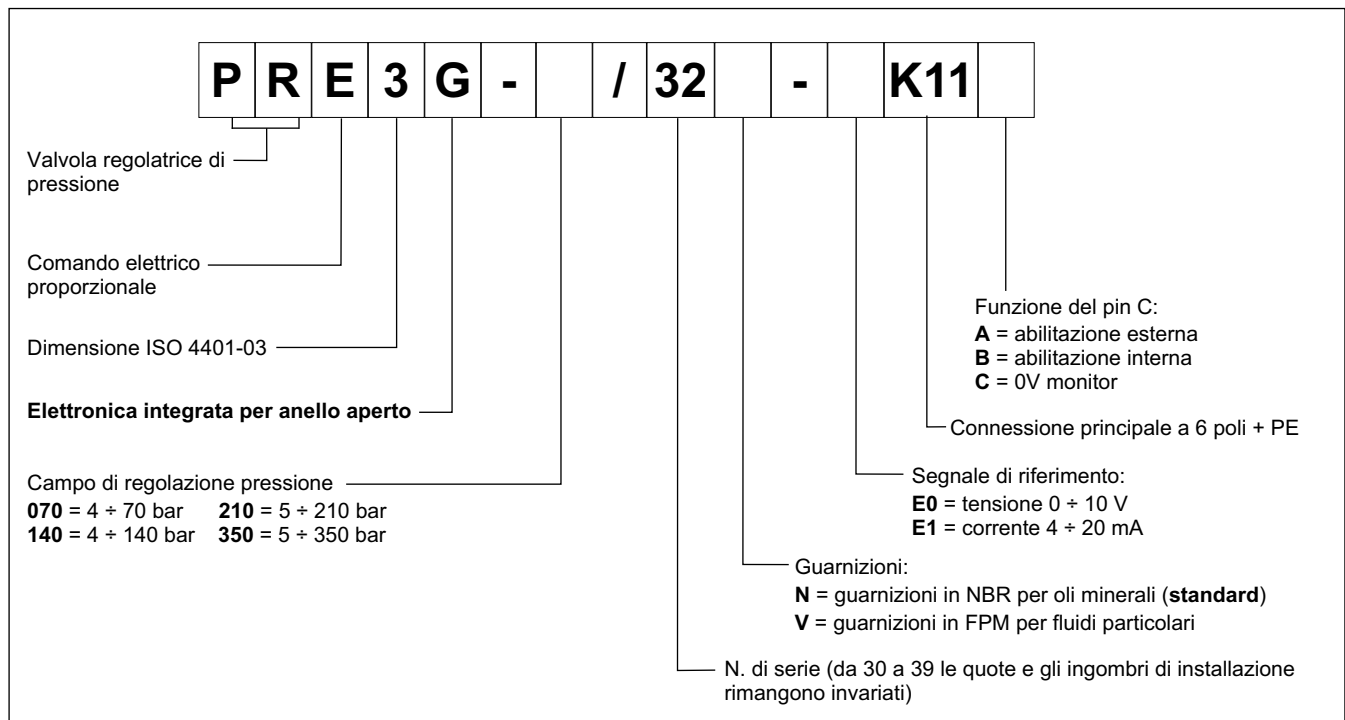 P R E 3 G - / 32 - K11
Valvola regolatrice di
pressione
Comando elettrico
proporzionale
Dimensione ISO 4401-03
Elettronica integrata per anello aperto
Campo di regolazione pressione
070 = 4 ÷ 70 bar 210 = 5 ÷ 210 bar
140 = 4 ÷ 140 bar 350 = 5 ÷ 350 bar
Funzione del pin C:
A = abilitazione esterna
B = abilitazione interna
C = 0V monitor
Connessione principale a 6 poli + PE
Segnale di riferimento:
E0 = tensione 0 ÷ 10 V
E1 = corrente 4 ÷ 20 mA
Guarnizioni:
N = guarnizioni in NBR per oli minerali (standard)
V = guarnizioni in FPM per fluidi particolari
N. di serie (da 30 a 39 le quote e gli ingombri di installazione
rimangono invariati)